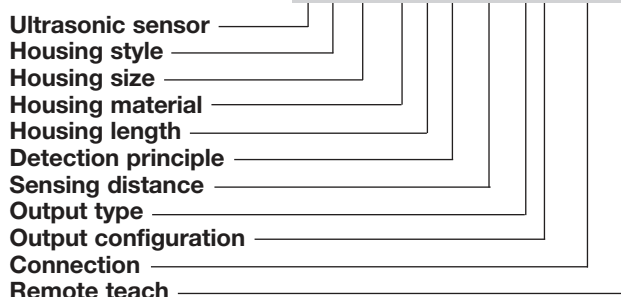 Ultrasonic sensor
Housing style
Housing size
Housing material
Housing length
Detection principle
Sensing distance
Output type
Output configuration
Connection
Remote teach